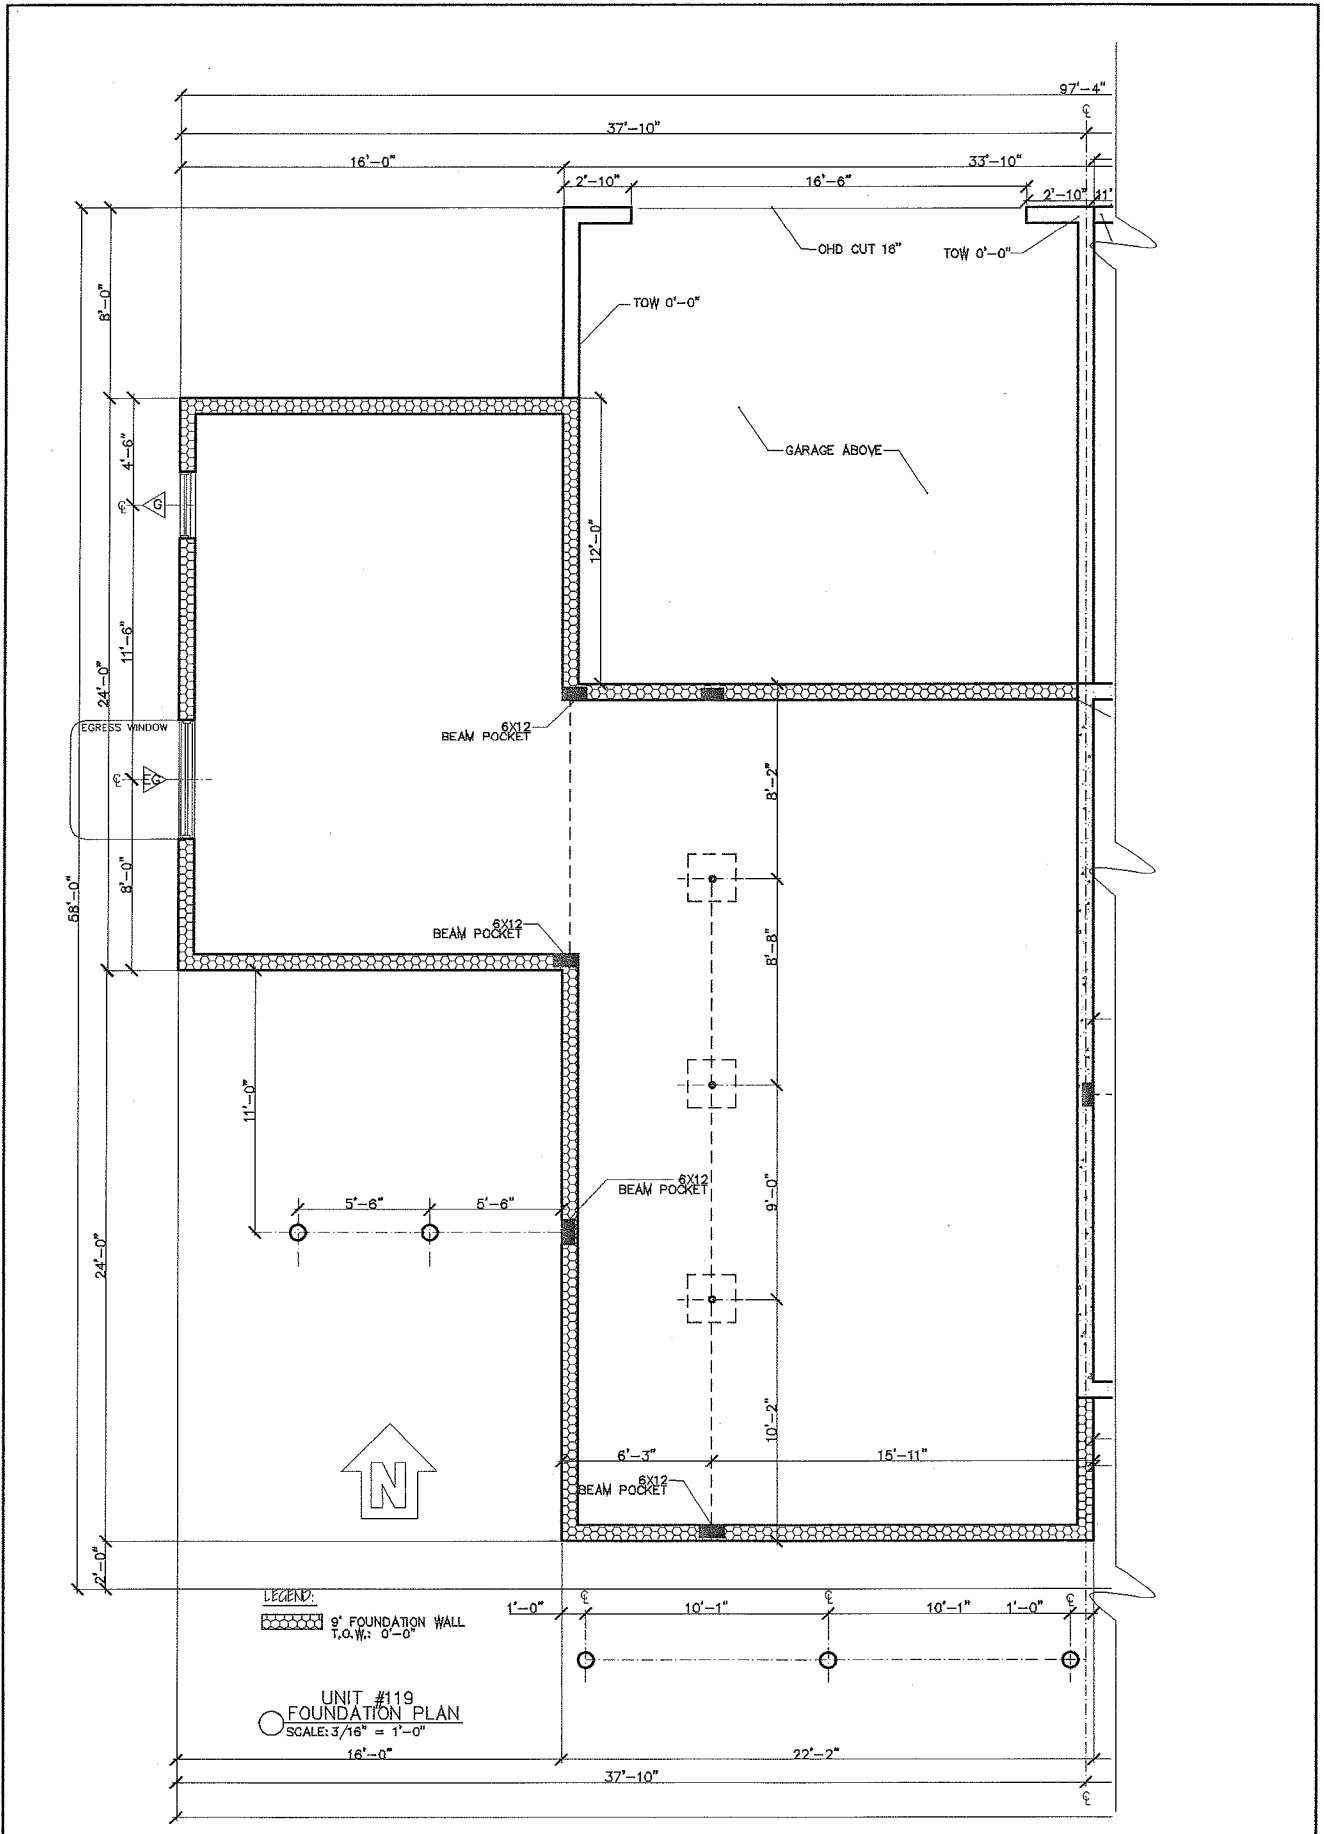 97'-4"
℄
37'-10"
16'-0"
33'-10"
2'-10"
16'-6"
2'-10"
11'
OHD CUT 16"
TOW 0'-0"
TOW 0'-0"
8'-0"
4'-6"
℄
G
GARAGE ABOVE
12'-0"
11'-6"
24'-0"
EGRESS WINDOW
6X12
BEAM POCKET
℄
EG
8'-2"
8'-0"
58'-0"
6X12
BEAM POCKET
8'-8"
11'-0"
5'-6"
5'-6"
6X12
BEAM POCKET
9'-0"
24'-0"
10'-2"
6'-3"
15'-11"
N
6X12
BEAM POCKET
2'-0"
LEGEND:
9' FOUNDATION WALL
T.O.W.: 0'-0"
℄
℄
℄
1'-0"
10'-1"
10'-1"
1'-0"
UNIT #119
FOUNDATION PLAN
SCALE: 3/16" = 1'-0"
16'-0"
22'-2"
37'-10"
℄